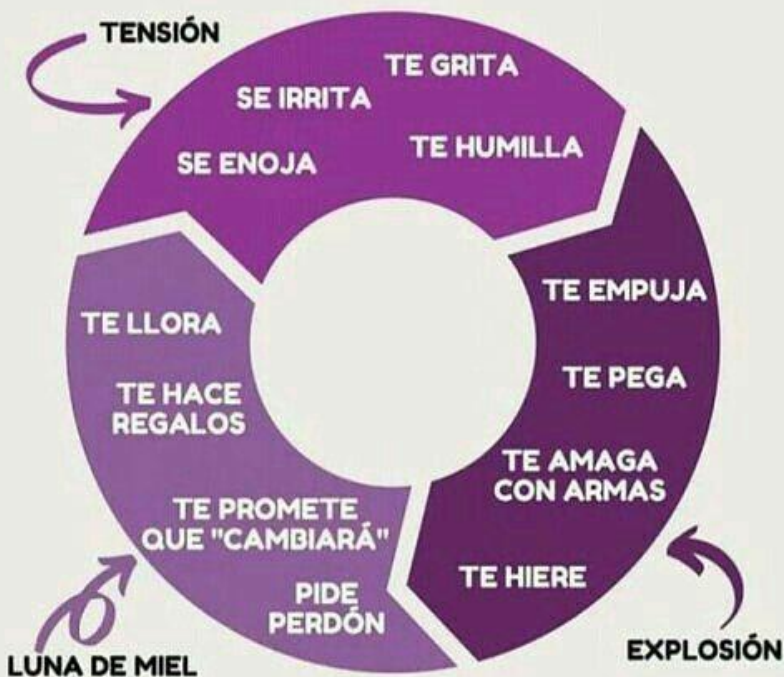 TENSIÓN
SE ENOJA
SE IRRITA
TE GRITA
TE HUMILLA
TE EMPUJA
TE PEGA
TE AMAGA
CON ARMAS
TE HIERE
EXPLOSIÓN
PIDE
PERDÓN
TE PROMETE
QUE "CAMBIARÁ"
TE HACE
REGALOS
TE LLORA
LUNA DE MIEL